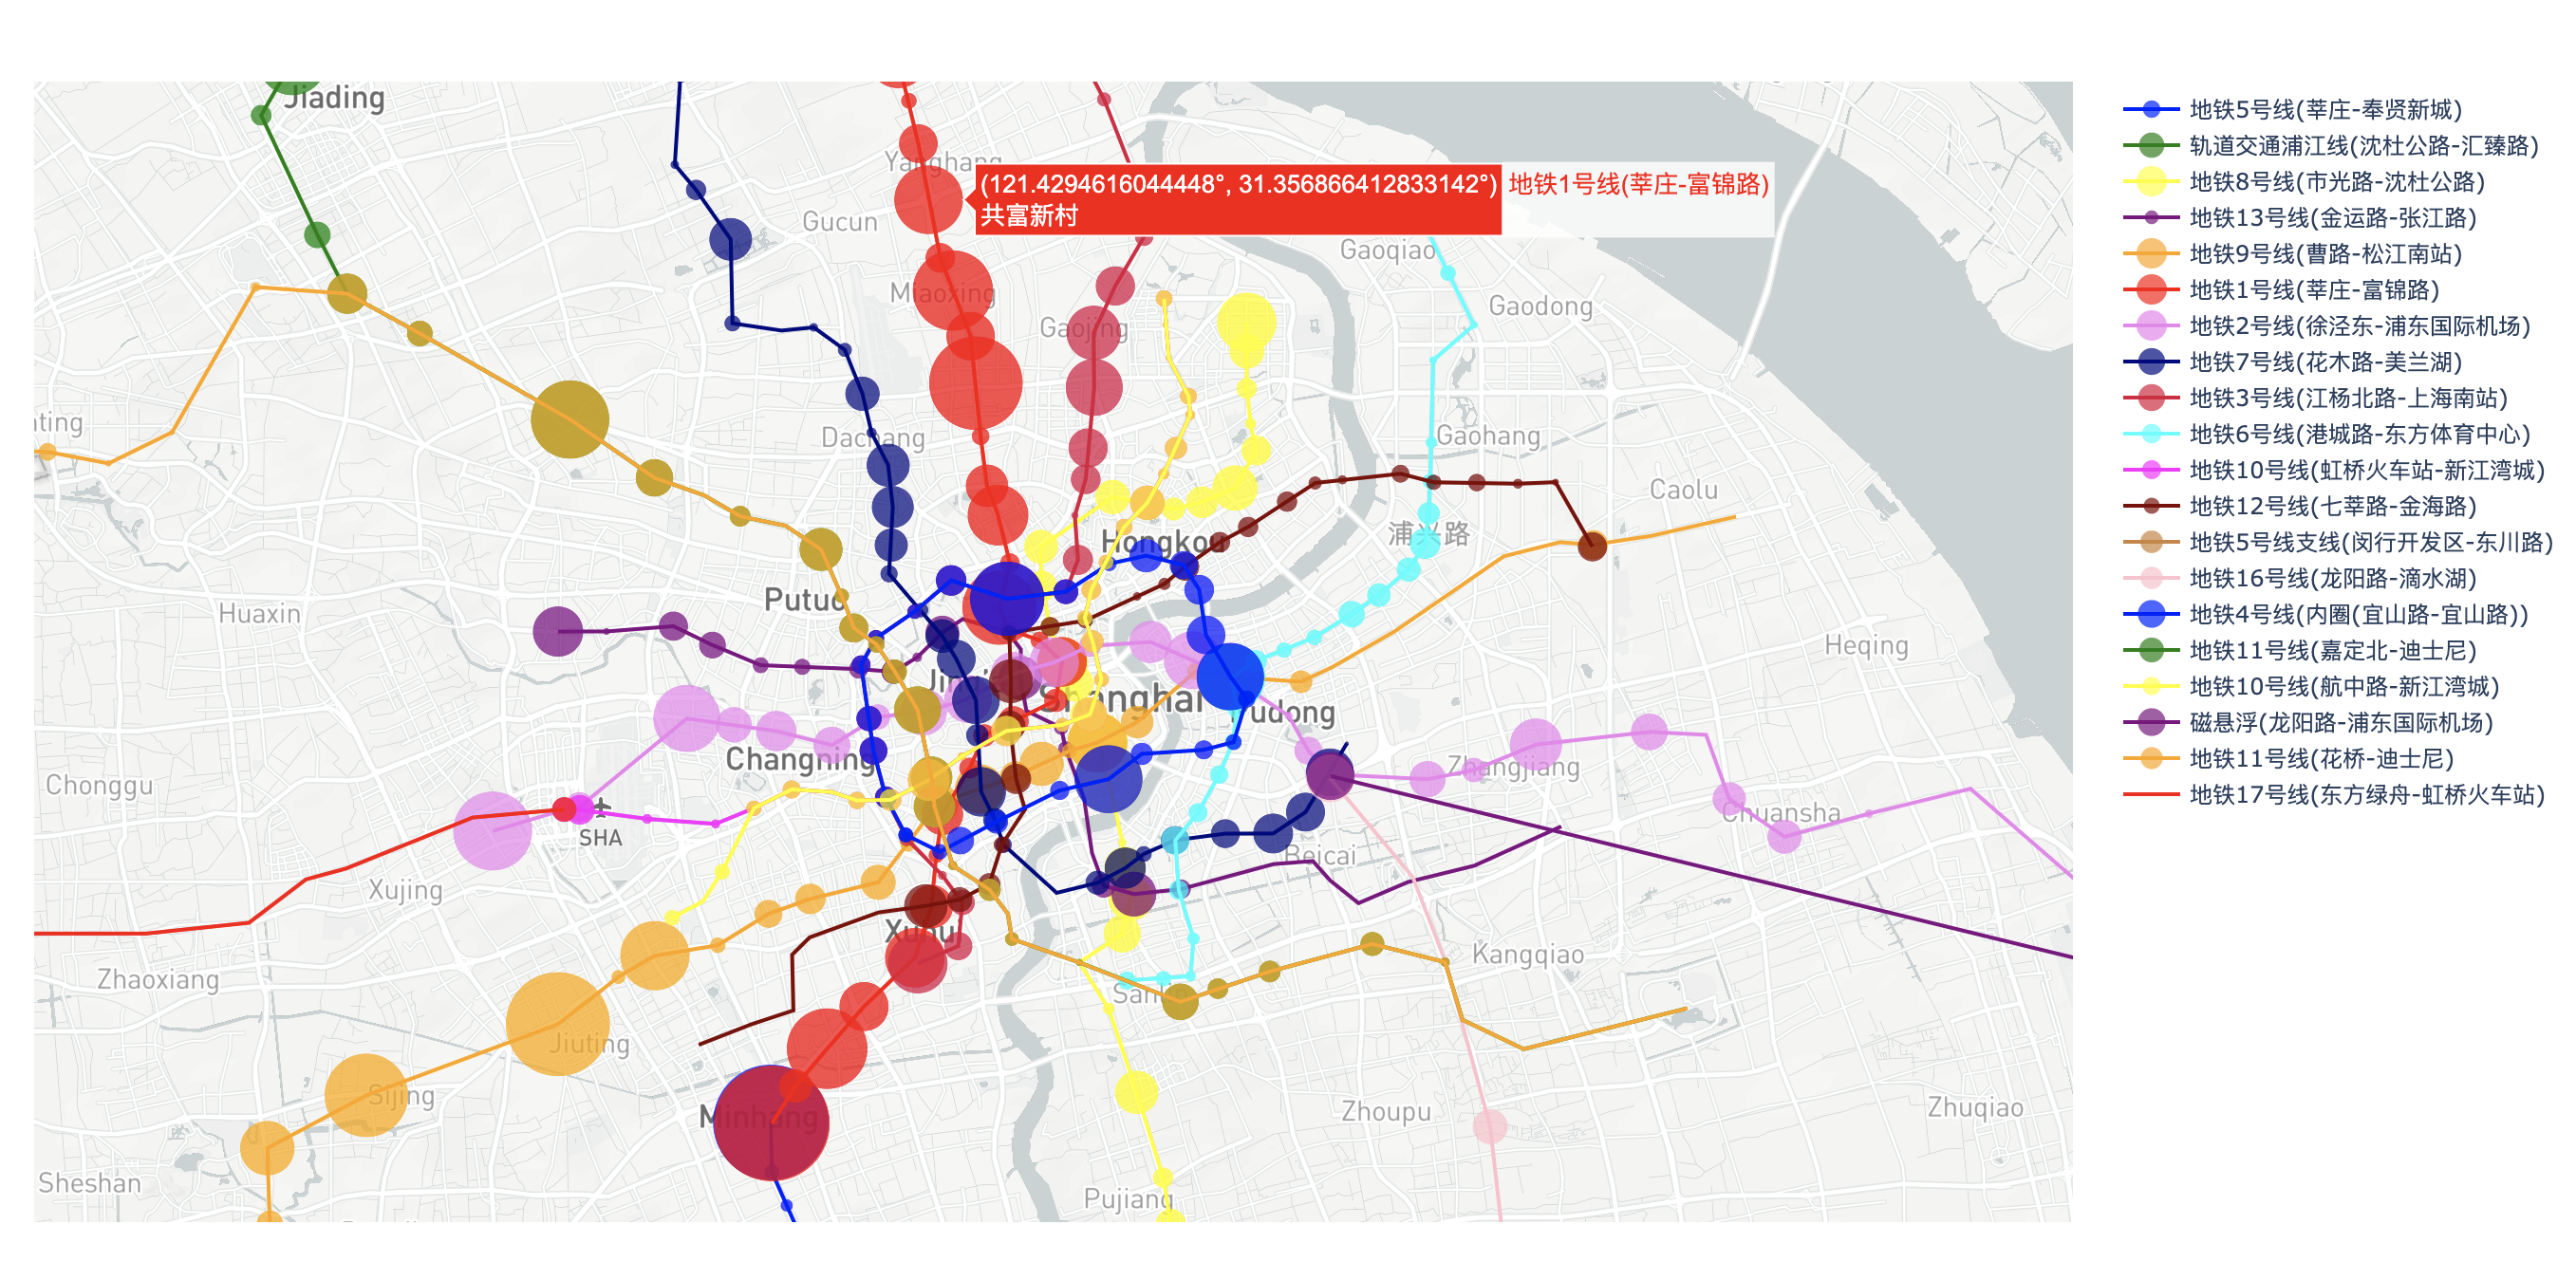 Jiading
Yanghang
(121.4294616044448°, 31.356866412833142°) 地铁1号线(莘庄-富锦路)
共富新村
Gucun
Gaoqiao
Miaoxing
Gaodong
Gaojing
nting
Dachang
Gaohang
Caolu
Hongkou
浦兴路
Putuo
Huaxin
Heqing
Shanghai
Pudong
Changning
Zhangjiang
Chonggu
Chuansha
SHA
Beicai
Xujing
Xuhui
Kangqiao
Zhaoxiang
Sanlin
Jiuting
Sijing
Minhang
Zhoupu
Zhuqiao
Sheshan
Pujiang
地铁5号线(莘庄-奉贤新城)
轨道交通浦江线(沈杜公路-汇臻路)
地铁8号线(市光路-沈杜公路)
地铁13号线(金运路-张江路)
地铁9号线(曹路-松江南站)
地铁1号线(莘庄-富锦路)
地铁2号线(徐泾东-浦东国际机场)
地铁7号线(花木路-美兰湖)
地铁3号线(江杨北路-上海南站)
地铁6号线(港城路-东方体育中心)
地铁10号线(虹桥火车站-新江湾城)
地铁12号线(七莘路-金海路)
地铁5号线支线(闵行开发区-东川路)
地铁16号线(龙阳路-滴水湖)
地铁4号线(内圈(宜山路-宜山路))
地铁11号线(嘉定北-迪士尼)
地铁10号线(航中路-新江湾城)
磁悬浮(龙阳路-浦东国际机场)
地铁11号线(花桥-迪士尼)
地铁17号线(东方绿舟-虹桥火车站)